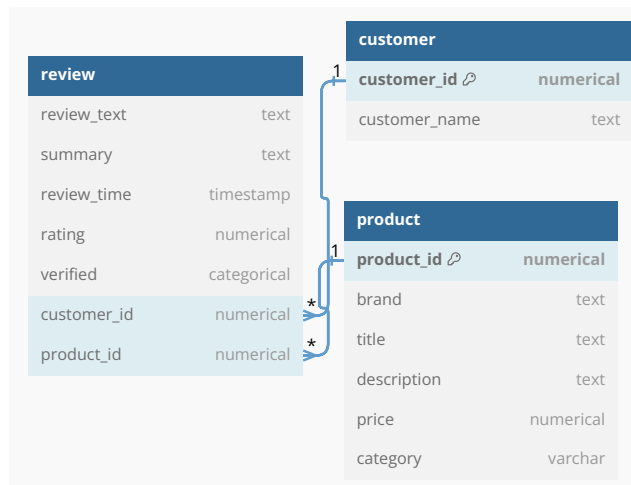 review
review_text text
summary text
review_time timestamp
rating numerical
verified categorical
customer_id numerical
product_id numerical
*
*
1
1
customer
customer_id numerical
customer_name text
product
product_id numerical
brand text
title text
description text
price numerical
category varchar